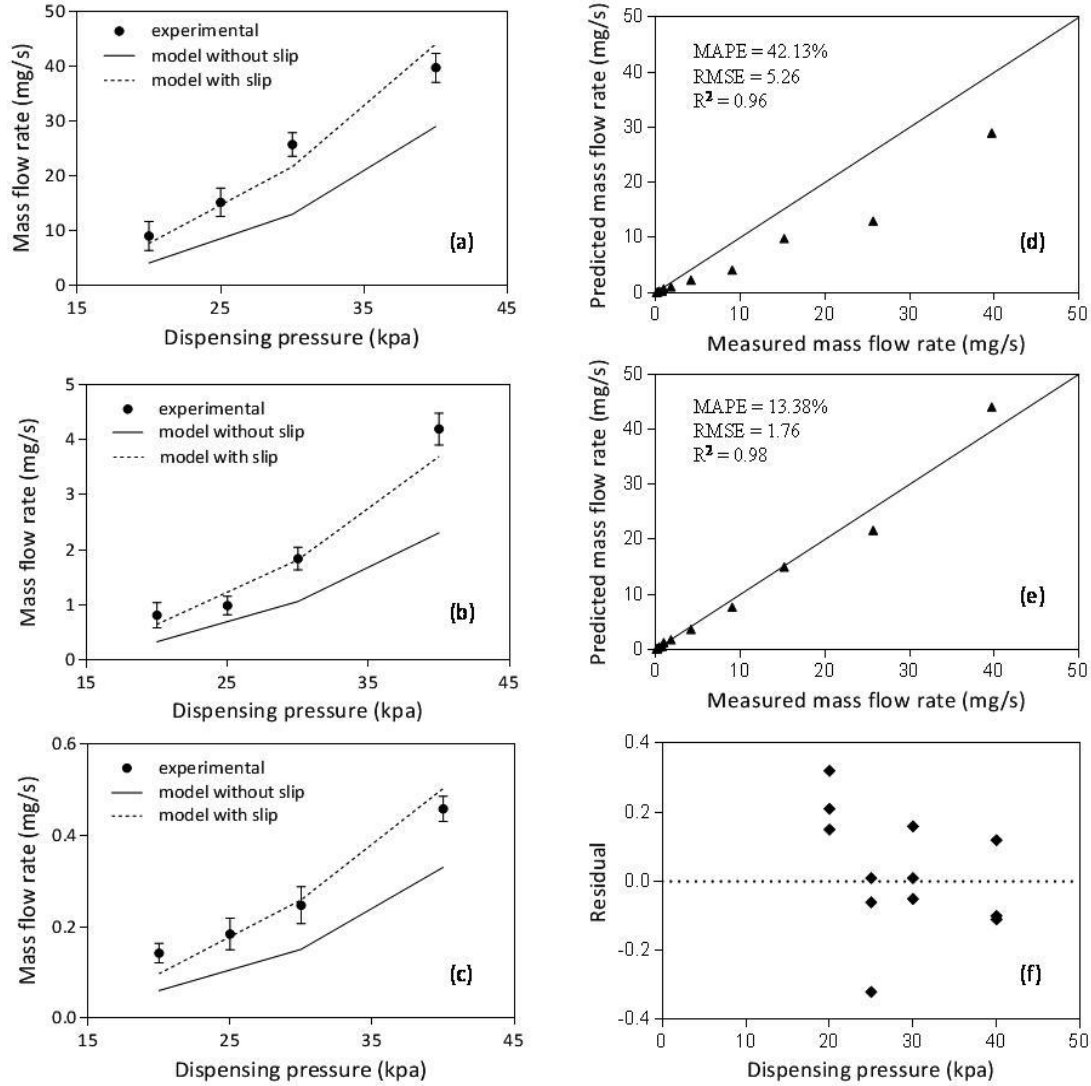 50
40
30
20
10
0
Mass flow rate (mg/s)
experimental
model without slip
model with slip
(a)
15 25 35 45
Dispensing pressure (kpa)
5
4
3
2
1
0
Mass flow rate (mg/s)
experimental
model without slip
model with slip
(b)
15 25 35 45
Dispensing pressure (kpa)
0.6
0.4
0.2
0.0
Mass flow rate (mg/s)
experimental
model without slip
model with slip
(c)
15 25 35 45
Dispensing pressure (kpa)
50
40
30
20
10
0
Predicted mass flow rate (mg/s)
MAPE = 42.13%
RMSE = 5.26
R² = 0.96
(d)
0 10 20 30 40 50
Measured mass flow rate (mg/s)
50
40
30
20
10
0
Predicted mass flow rate (mg/s)
MAPE = 13.38%
RMSE = 1.76
R² = 0.98
(e)
0 10 20 30 40 50
Measured mass flow rate (mg/s)
0.4
0.2
0.0
-0.2
-0.4
Residual
(f)
0 10 20 30 40 50
Dispensing pressure (kpa)